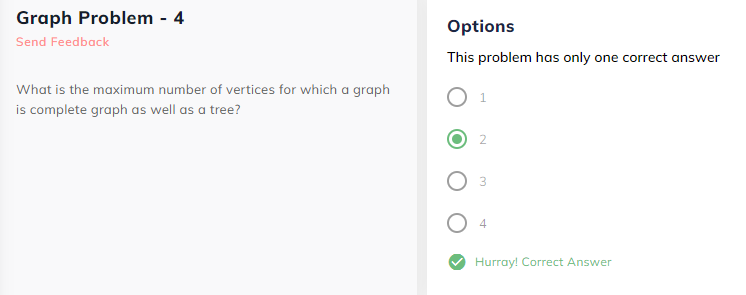 Graph Problem - 4
Send Feedback
What is the maximum number of vertices for which a graph
is complete graph as well as a tree?
Options
This problem has only one correct answer
1
2
3
4
Hurray! Correct Answer